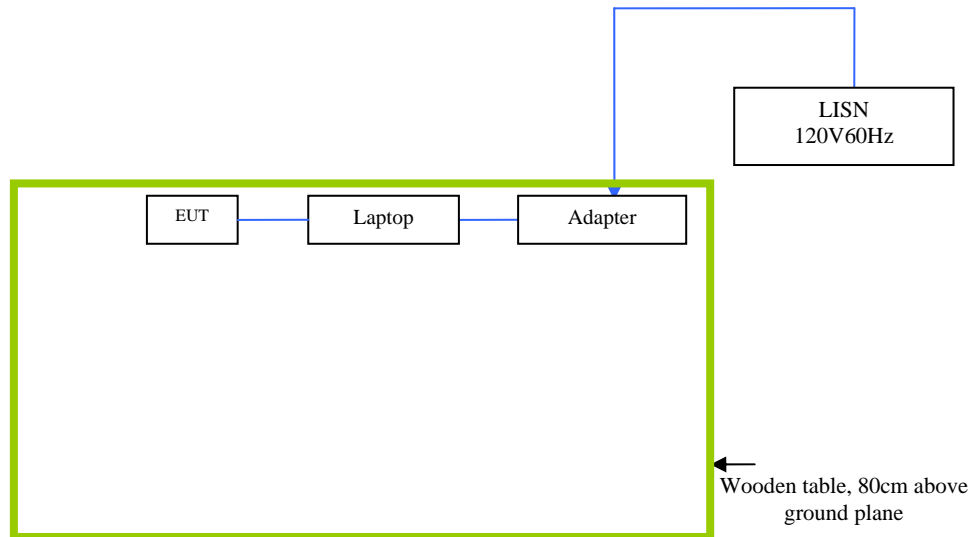 LISN
120V60Hz
EUT
Laptop
Adapter
Wooden table, 80cm above
ground plane